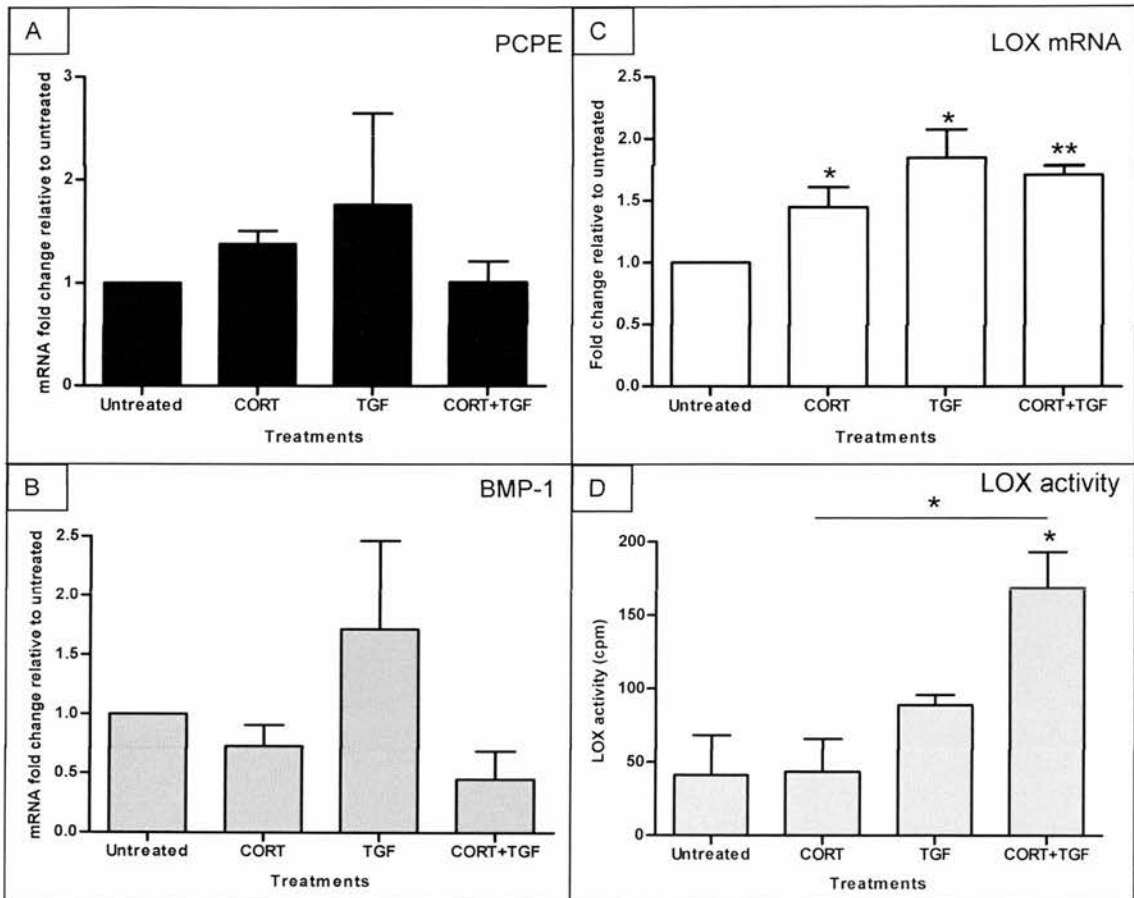 A
PCPE
mRNA fold change relative to untreated
3
2
1
0
Untreated CORT TGF CORT+TGF
Treatments
B
BMP-1
mRNA fold change relative to untreated
2.5
2.0
1.5
1.0
0.5
0.0
Untreated CORT TGF CORT+TGF
Treatments
C
LOX mRNA
Fold change relative to untreated
2.5
2.0
1.5
1.0
0.5
0.0
* * **
Untreated CORT TGF CORT+TGF
Treatments
D
LOX activity
*
*
LOX activity (cpm)
200
150
100
50
0
Untreated CORT TGF CORT+TGF
Treatments